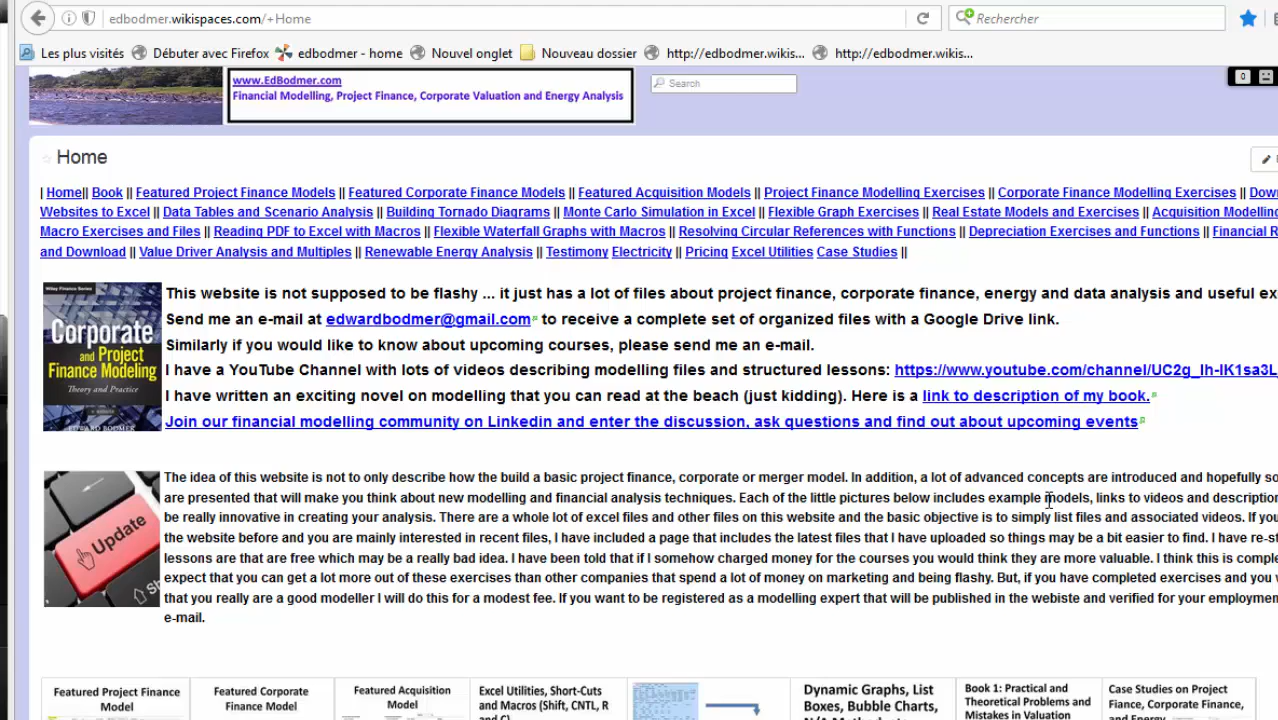 edbodmer.wikispaces.com/+Home
Rechercher
Les plus visités Débuter avec Firefox edbodmer - home Nouvel onglet Nouveau dossier http://edbodmer.wikis... http://edbodmer.wikis...
www.EdBodmer.com
Financial Modelling, Project Finance, Corporate Valuation and Energy Analysis
Search
0
Home
| Home|| Book || Featured Project Finance Models || Featured Corporate Finance Models || Featured Acquisition Models || Project Finance Modelling Exercises || Corporate Finance Modelling Exercises || Dow
Websites to Excel || Data Tables and Scenario Analysis || Building Tornado Diagrams || Monte Carlo Simulation in Excel || Flexible Graph Exercises || Real Estate Models and Exercises || Acquisition Modelling
Macro Exercises and Files || Reading PDF to Excel with Macros || Flexible Waterfall Graphs with Macros || Resolving Circular References with Functions || Depreciation Exercises and Functions || Financial R
and Download || Value Driver Analysis and Multiples || Renewable Energy Analysis || Testimony Electricity || Pricing Excel Utilities Case Studies ||
Wiley Finance Series
Corporate
and Project
Finance Modeling
Theory and Practice
EDWARD BODMER
This website is not supposed to be flashy ... it just has a lot of files about project finance, corporate finance, energy and data analysis and useful ex
Send me an e-mail at edwardbodmer@gmail.com to receive a complete set of organized files with a Google Drive link.
Similarly if you would like to know about upcoming courses, please send me an e-mail.
I have a YouTube Channel with lots of videos describing modelling files and structured lessons: https://www.youtube.com/channel/UC2g_Ih-IK1sa3L
I have written an exciting novel on modelling that you can read at the beach (just kidding). Here is a link to description of my book.
Join our financial modelling community on Linkedin and enter the discussion, ask questions and find out about upcoming events
Update
Sh
The idea of this website is not to only describe how the build a basic project finance, corporate or merger model. In addition, a lot of advanced concepts are introduced and hopefully so
are presented that will make you think about new modelling and financial analysis techniques. Each of the little pictures below includes example models, links to videos and description
be really innovative in creating your analysis. There are a whole lot of excel files and other files on this website and the basic objective is to simply list files and associated videos. If you
the website before and you are mainly interested in recent files, I have included a page that includes the latest files that I have uploaded so things may be a bit easier to find. I have re-st
lessons are that are free which may be a really bad idea. I have been told that if I somehow charged money for the courses you would think they are more valuable. I think this is comple
expect that you can get a lot more out of these exercises than other companies that spend a lot of money on marketing and being flashy. But, if you have completed exercises and you w
that you really are a good modeller I will do this for a modest fee. If you want to be registered as a modelling expert that will be published in the webiste and verified for your employmen
e-mail.
Featured Project Finance
Model
Featured Corporate
Finance Model
Featured Acquisition
Model
Excel Utilities, Short-Cuts
and Macros (Shift, CNTL, R
and C)
Dynamic Graphs, List
Boxes, Bubble Charts,
Book 1: Practical and
Theoretical Problems and
Mistakes in Valuation
Case Studies on Project
Finance, Corporate Finance,
and Energy